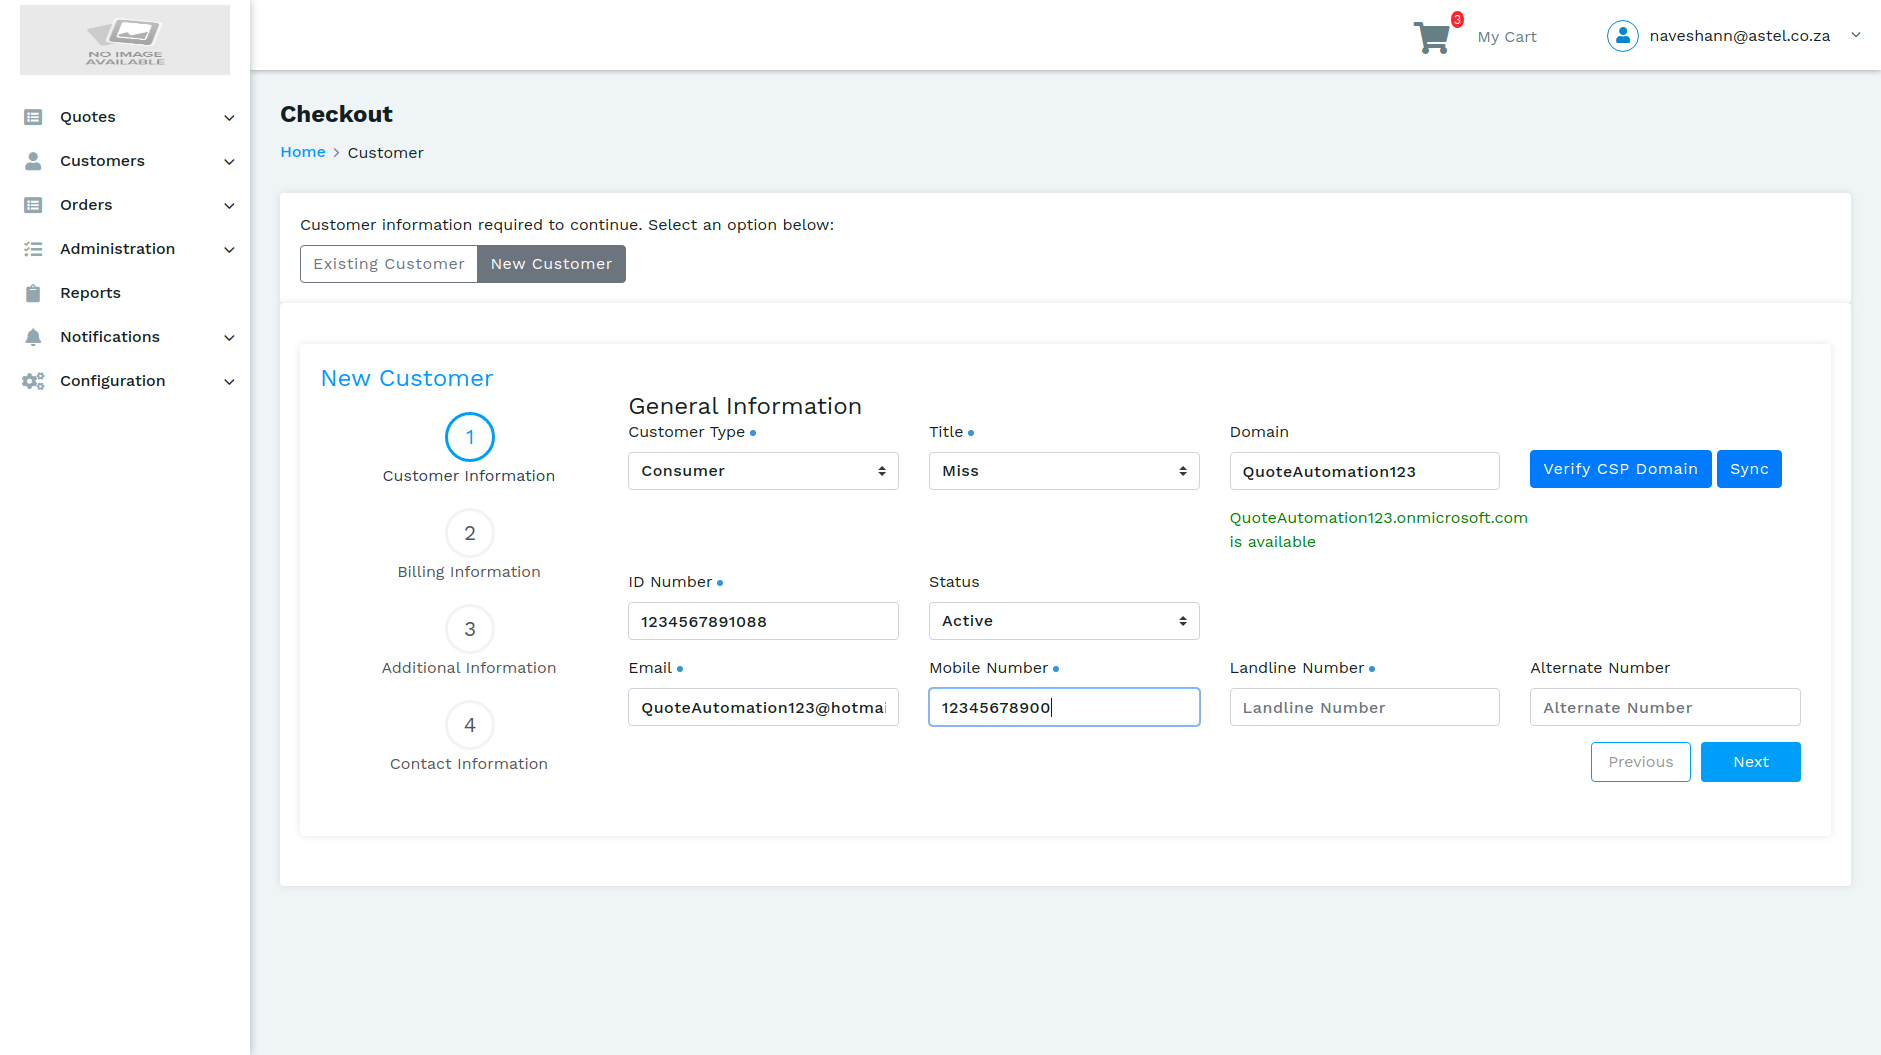 NO IMAGE
AVAILABLE
3
My Cart
naveshann@astel.co.za
Quotes
Customers
Orders
Administration
Reports
Notifications
Configuration
Checkout
Home > Customer
Customer information required to continue. Select an option below:
Existing Customer
New Customer
New Customer
1
Customer Information
2
Billing Information
3
Additional Information
4
Contact Information
General Information
Customer Type
Consumer
Title
Miss
Domain
QuoteAutomation123
Verify CSP Domain
Sync
QuoteAutomation123.onmicrosoft.com
is available
ID Number
1234567891088
Status
Active
Email
QuoteAutomation123@hotmai
Mobile Number
12345678900
Landline Number
Landline Number
Alternate Number
Alternate Number
Previous
Next